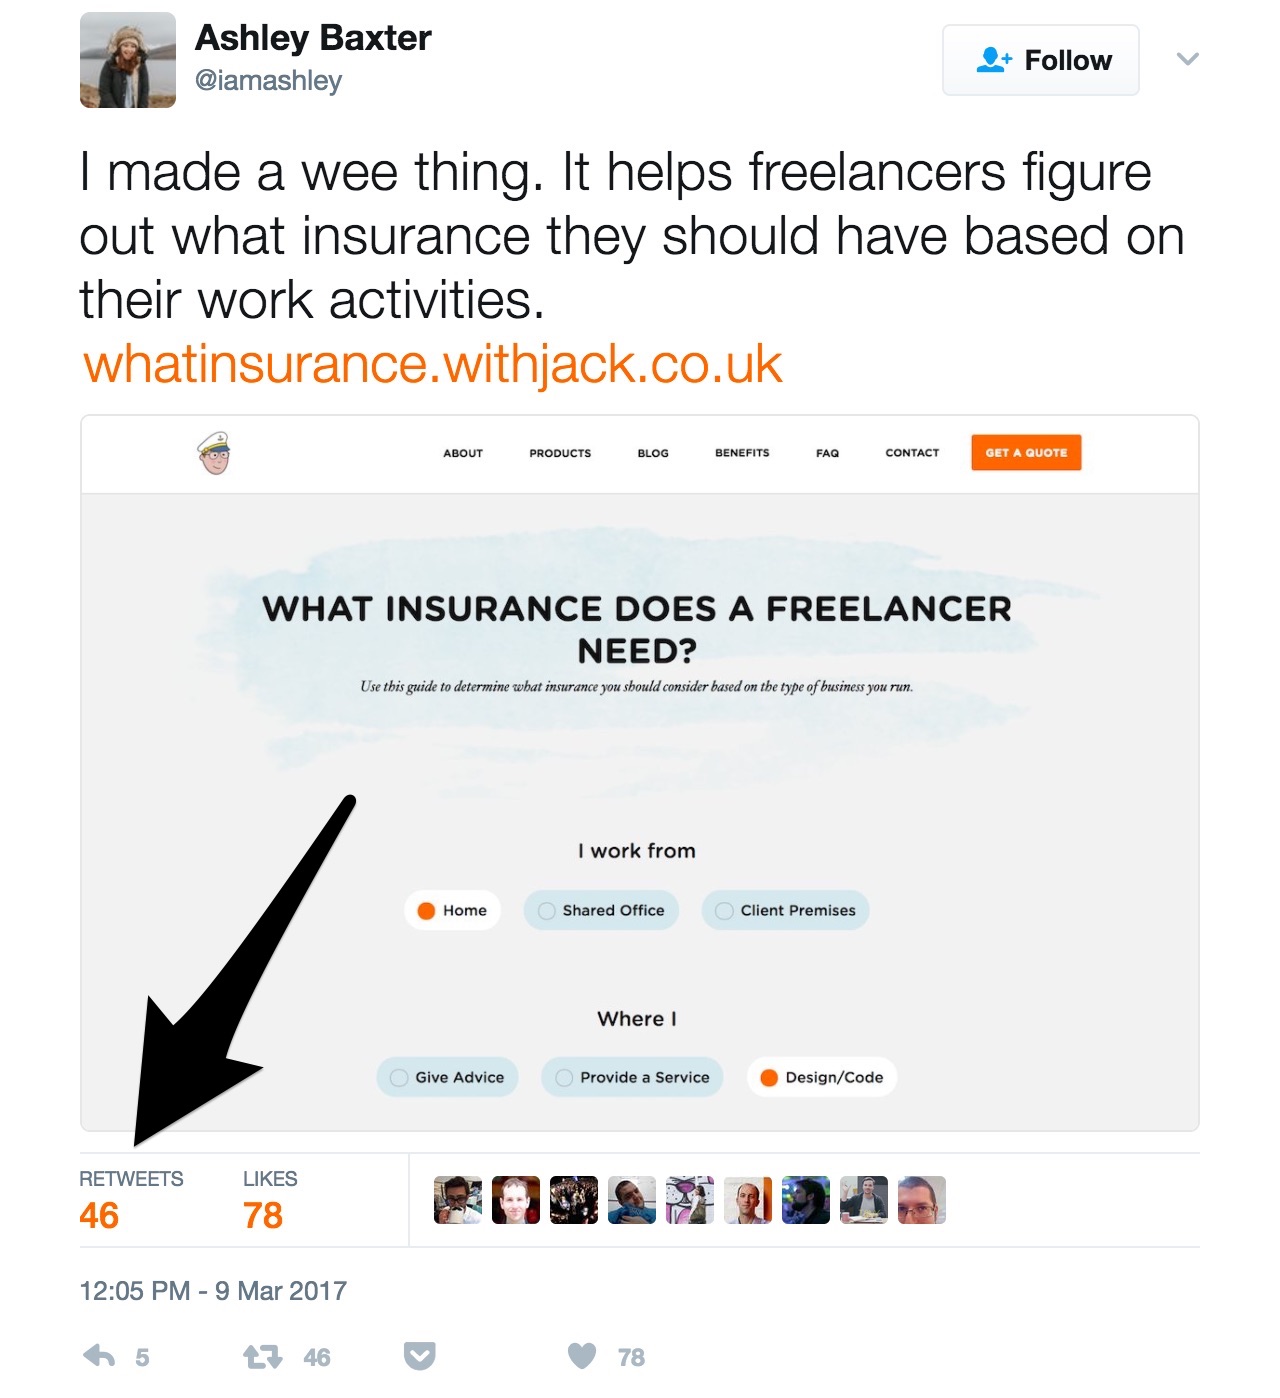 Ashley Baxter
@iamashley
Follow
I made a wee thing. It helps freelancers figure
out what insurance they should have based on
their work activities.
whatinsurance.withjack.co.uk
ABOUT PRODUCTS BLOG BENEFITS FAQ CONTACT GET A QUOTE
WHAT INSURANCE DOES A FREELANCER
NEED?
Use this guide to determine what insurance you should consider based on the type of business you run.
I work from
Home Shared Office Client Premises
Where I
Give Advice Provide a Service Design/Code
RETWEETS LIKES
46 78
12:05 PM - 9 Mar 2017
5 46 78